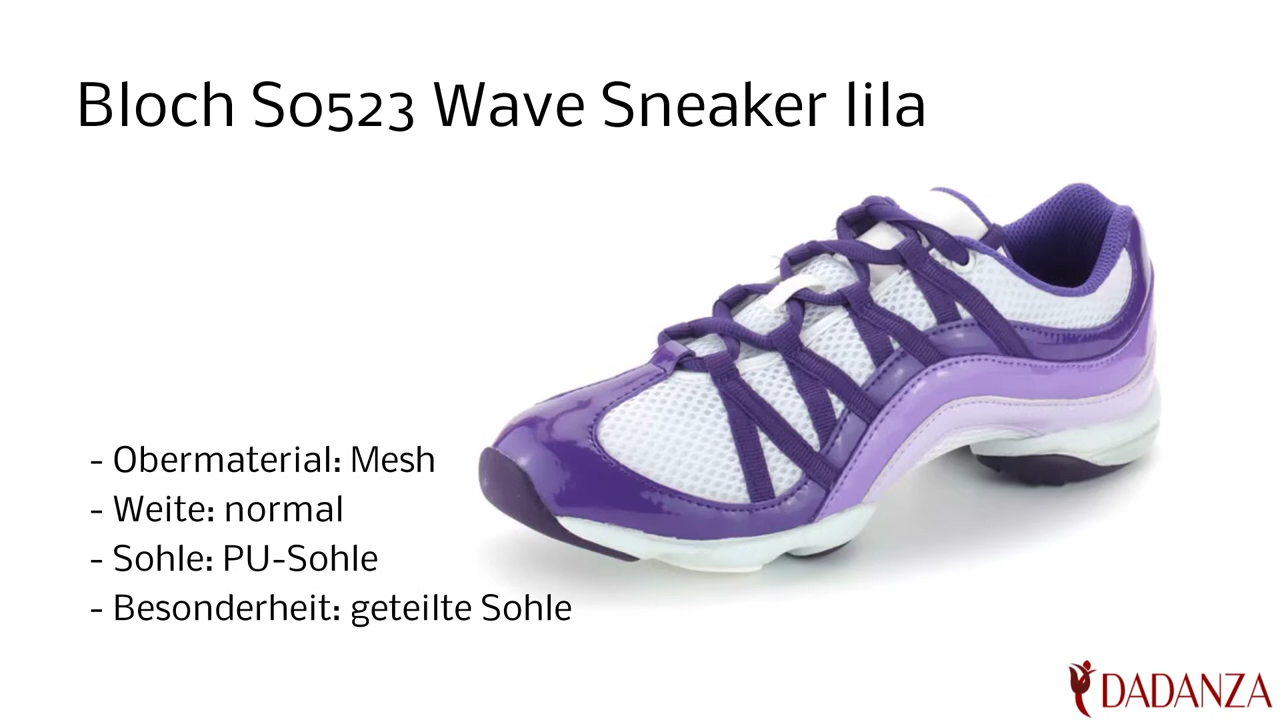 Bloch S0523 Wave Sneaker lila
- Obermaterial: Mesh
- Weite: normal
- Sohle: PU-Sohle
- Besonderheit: geteilte Sohle
DADANZA